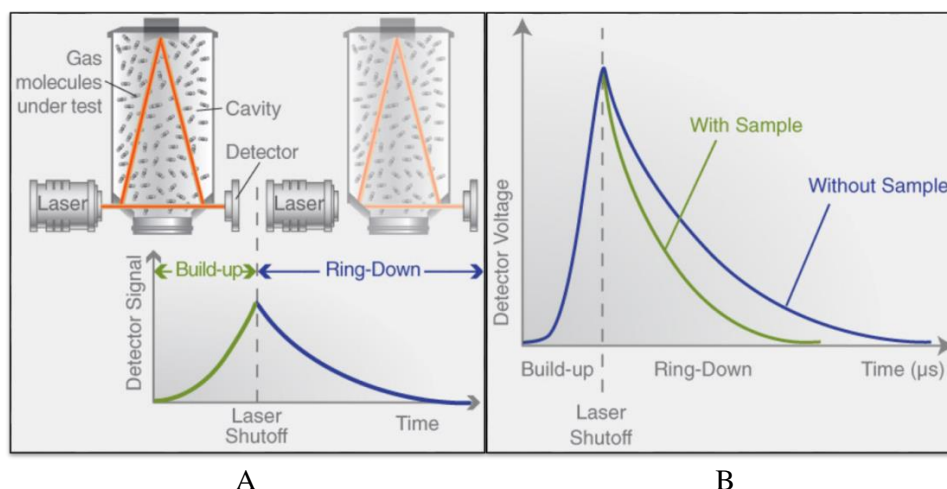 Gas
molecules
under test
Cavity
Detector
Laser
Laser
Build-up
Ring-Down
Detector Signal
Laser
Shutoff
Time
A
Detector Voltage
With Sample
Without Sample
Build-up
Ring-Down
Time (µs)
Laser
Shutoff
B